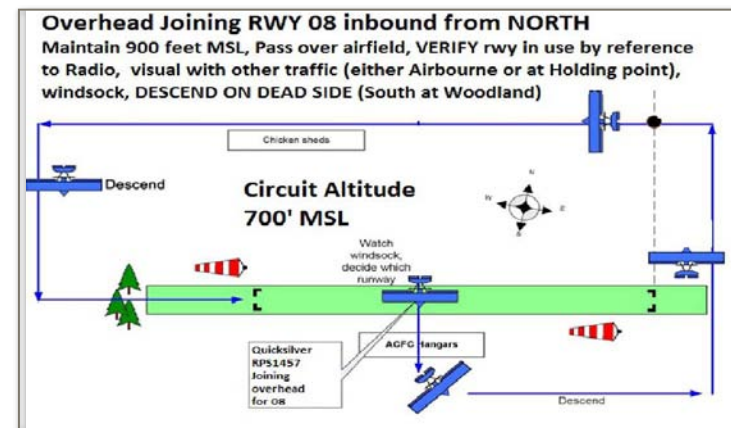 Overhead Joining RWY 08 inbound from NORTH
Maintain 900 feet MSL, Pass over airfield, VERIFY rwy in use by reference
to Radio, visual with other traffic (either Airbourne or at Holding point),
windsock, DESCEND ON DEAD SIDE (South at Woodland)
Chicken sheds
Descend
Circuit Altitude
700' MSL
N
W
E
S
Watch
windsock,
decide which
runway
Quicksilver
RPS1457
Joining
overhead
for 08
AGFG Hangars
Descend